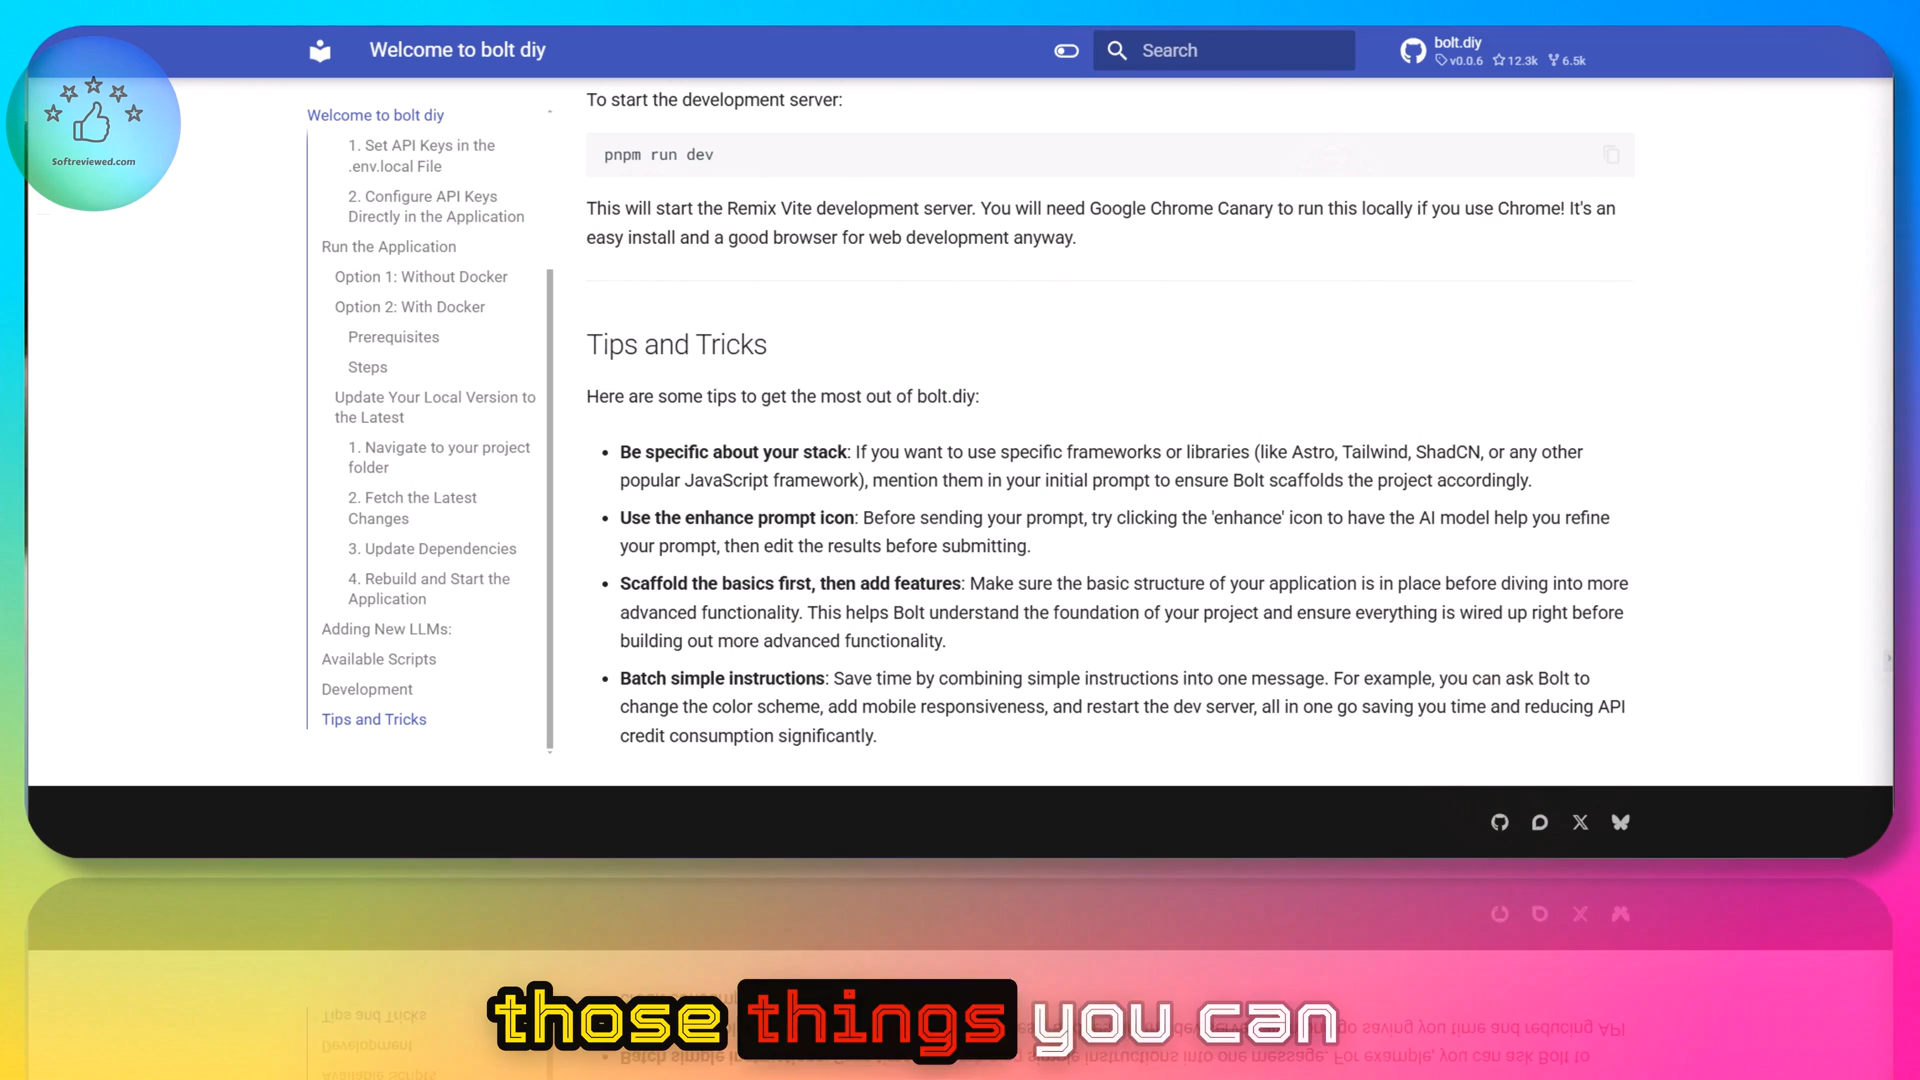 Welcome to bolt diy
Search
bolt.diy
v0.0.6 12.3k 6.5k
Softreviewed.com
Welcome to bolt diy
1. Set API Keys in the
.env.local File
2. Configure API Keys
Directly in the Application
Run the Application
Option 1: Without Docker
Option 2: With Docker
Prerequisites
Steps
Update Your Local Version to
the Latest
1. Navigate to your project
folder
2. Fetch the Latest
Changes
3. Update Dependencies
4. Rebuild and Start the
Application
Adding New LLMs:
Available Scripts
Development
Tips and Tricks
To start the development server:
pnpm run dev
This will start the Remix Vite development server. You will need Google Chrome Canary to run this locally if you use Chrome! It's an
easy install and a good browser for web development anyway.
Tips and Tricks
Here are some tips to get the most out of bolt.diy:
• Be specific about your stack: If you want to use specific frameworks or libraries (like Astro, Tailwind, ShadCN, or any other
popular JavaScript framework), mention them in your initial prompt to ensure Bolt scaffolds the project accordingly.
• Use the enhance prompt icon: Before sending your prompt, try clicking the 'enhance' icon to have the AI model help you refine
your prompt, then edit the results before submitting.
• Scaffold the basics first, then add features: Make sure the basic structure of your application is in place before diving into more
advanced functionality. This helps Bolt understand the foundation of your project and ensure everything is wired up right before
building out more advanced functionality.
• Batch simple instructions: Save time by combining simple instructions into one message. For example, you can ask Bolt to
change the color scheme, add mobile responsiveness, and restart the dev server, all in one go saving you time and reducing API
credit consumption significantly.
those things you can